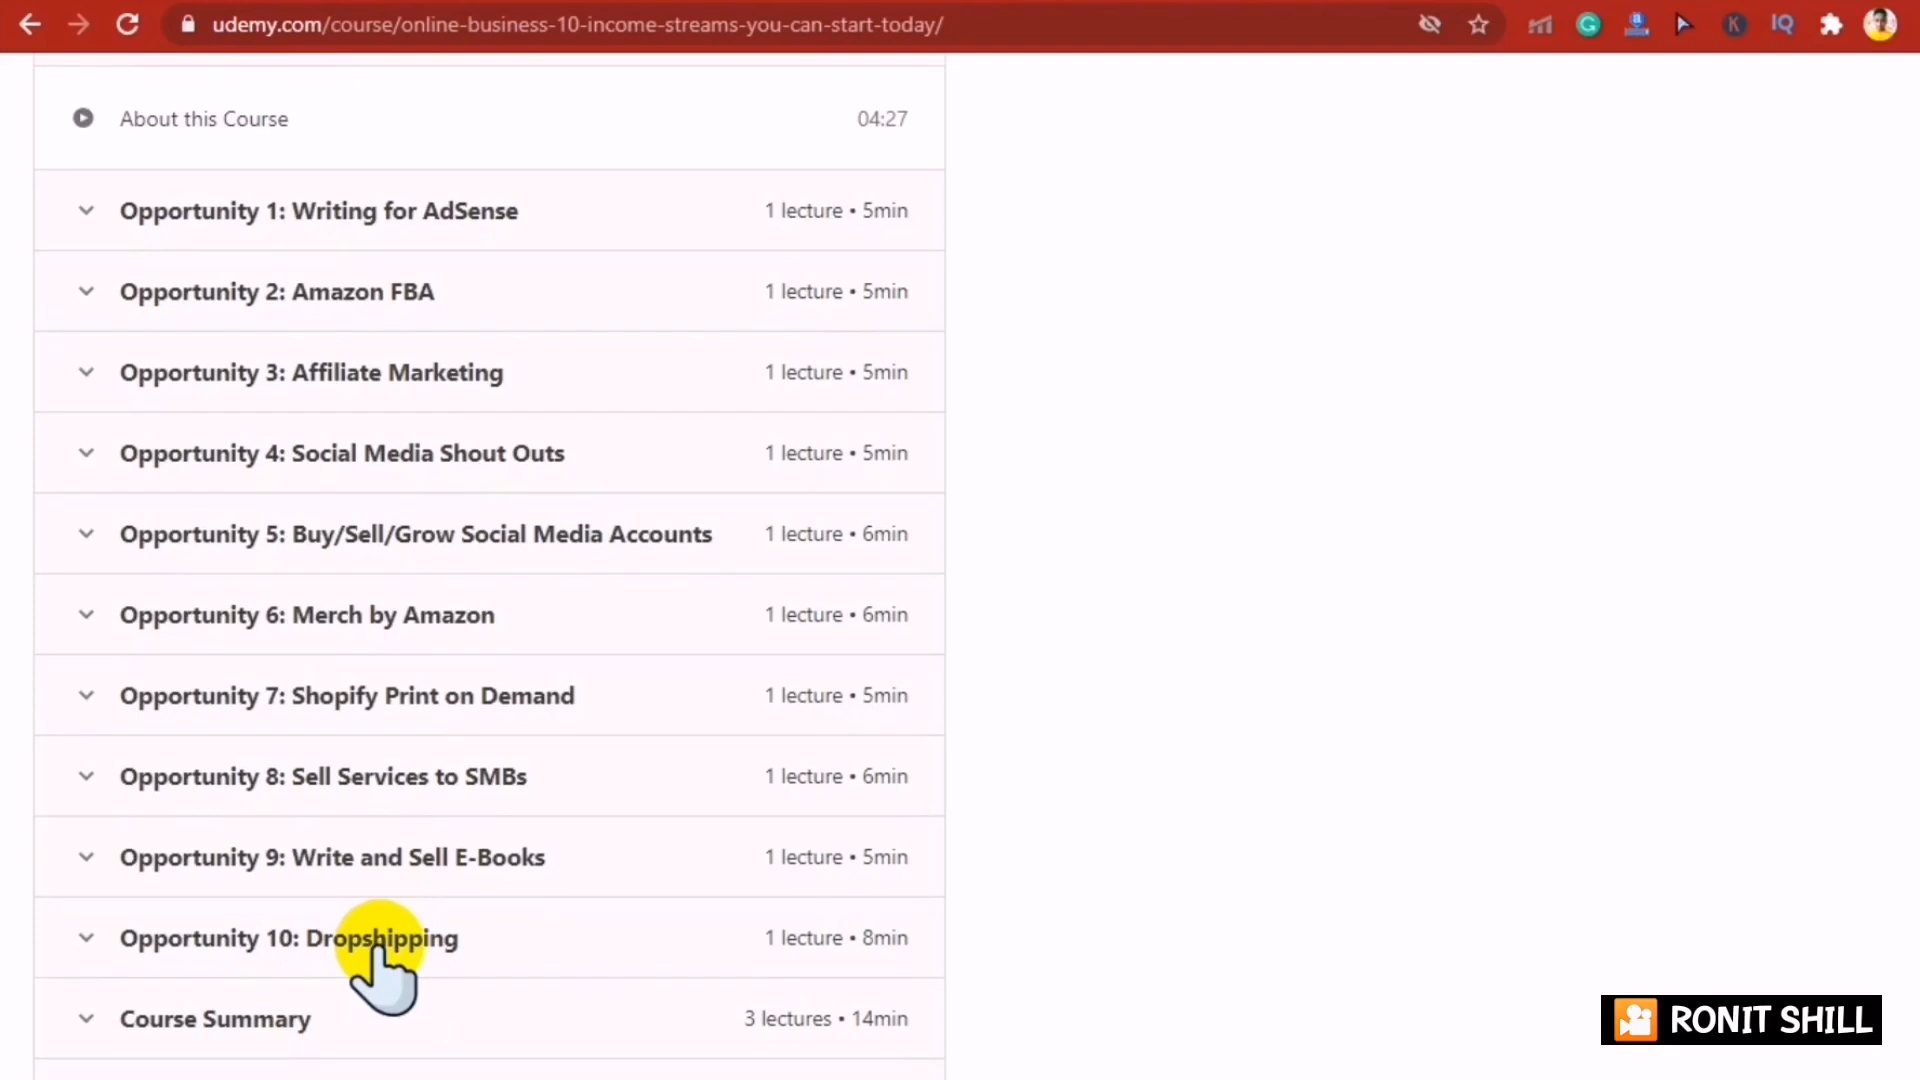 udemy.com/course/online-business-10-income-streams-you-can-start-today/
K
IQ
About this Course 04:27
Opportunity 1: Writing for AdSense 1 lecture • 5min
Opportunity 2: Amazon FBA 1 lecture • 5min
Opportunity 3: Affiliate Marketing 1 lecture • 5min
Opportunity 4: Social Media Shout Outs 1 lecture • 5min
Opportunity 5: Buy/Sell/Grow Social Media Accounts 1 lecture • 6min
Opportunity 6: Merch by Amazon 1 lecture • 6min
Opportunity 7: Shopify Print on Demand 1 lecture • 5min
Opportunity 8: Sell Services to SMBs 1 lecture • 6min
Opportunity 9: Write and Sell E-Books 1 lecture • 5min
Opportunity 10: Dropshipping 1 lecture • 8min
Course Summary 3 lectures • 14min
RONIT SHILL